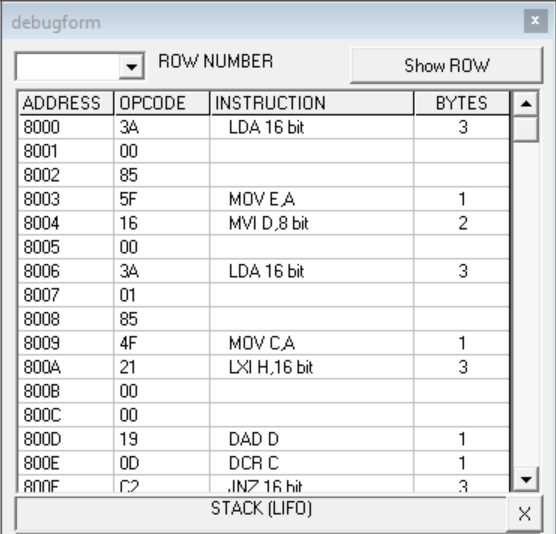 debugform x
ROW NUMBER Show ROW
ADDRESS OPCODE INSTRUCTION BYTES
8000 3A LDA 16 bit 3
8001 00
8002 85
8003 5F MOV E,A 1
8004 16 MVI D,8 bit 2
8005 00
8006 3A LDA 16 bit 3
8007 01
8008 85
8009 4F MOV C,A 1
800A 21 LXI H,16 bit 3
800B 00
800C 00
800D 19 DAD D 1
800E 0D DCR C 1
800F C2 JNZ 16 bit 3
STACK (LIFO) X